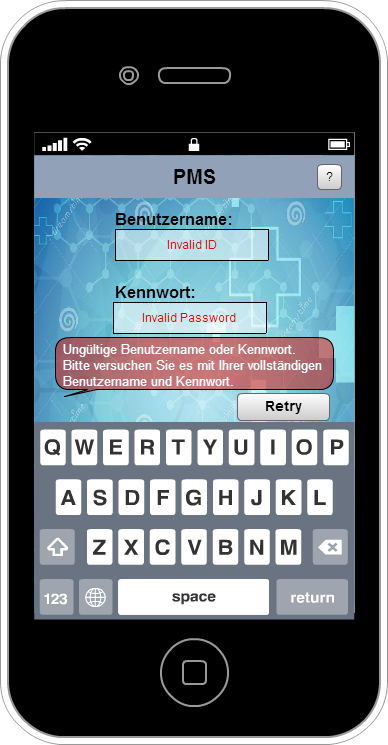 PMS
?
Benutzername:
Invalid ID
Kennwort:
Invalid Password
Ungültige Benutzername oder Kennwort.
Bitte versuchen Sie es mit Ihrer vollständigen
Benutzername und Kennwort.
Retry
Q W E R T Y U I O P
A S D F G H J K L
Z X C V B N M
123 space return